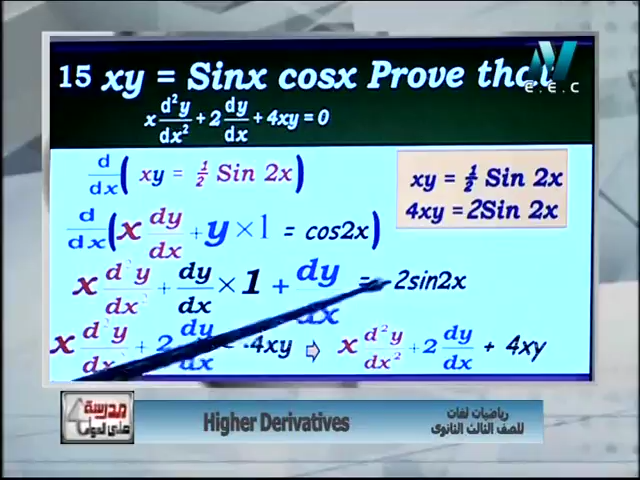 15 xy = Sinx cosx Prove that
x d²y/dx² + 2 dy/dx + 4xy = 0
E.E.C
d/dx ( xy = 1/2 Sin 2x )
xy = 1/2 Sin 2x
4xy = 2Sin 2x
d/dx ( x dy/dx + y × 1 = cos2x )
x d²y/dx² + dy/dx × 1 + dy/dx = - 2sin2x
x d²y/dx² + 2 dy/dx = -4xy ⇨ x d²y/dx² + 2 dy/dx + 4xy
مدرسة
على الهواء
Higher Derivatives
رياضيات لغات
للصف الثالث الثانوى